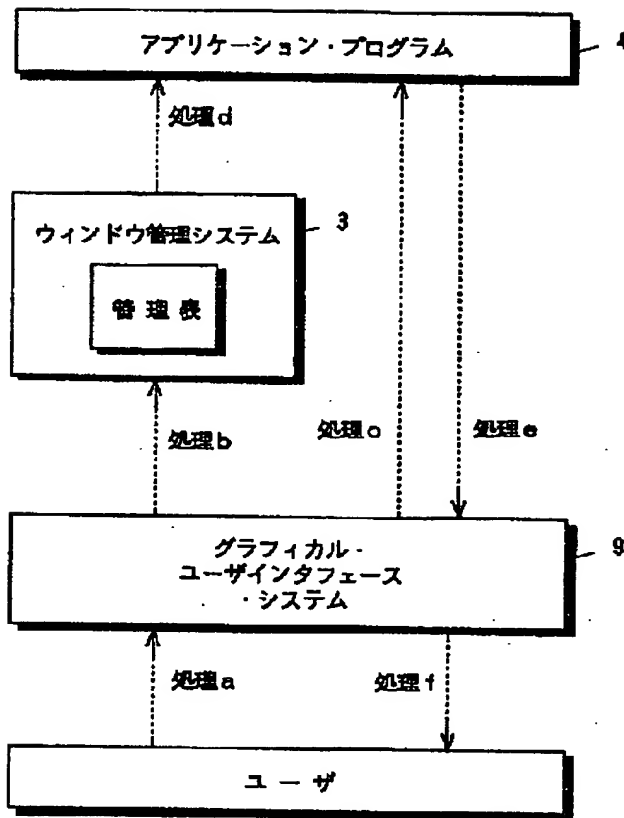 アプリケーション・プログラム
4
処理d
ウィンドウ管理システム
3
管理表
処理b
処理c
処理e
グラフィカル・
ユーザインタフェース
・システム
9
処理a
処理f
ユーザ